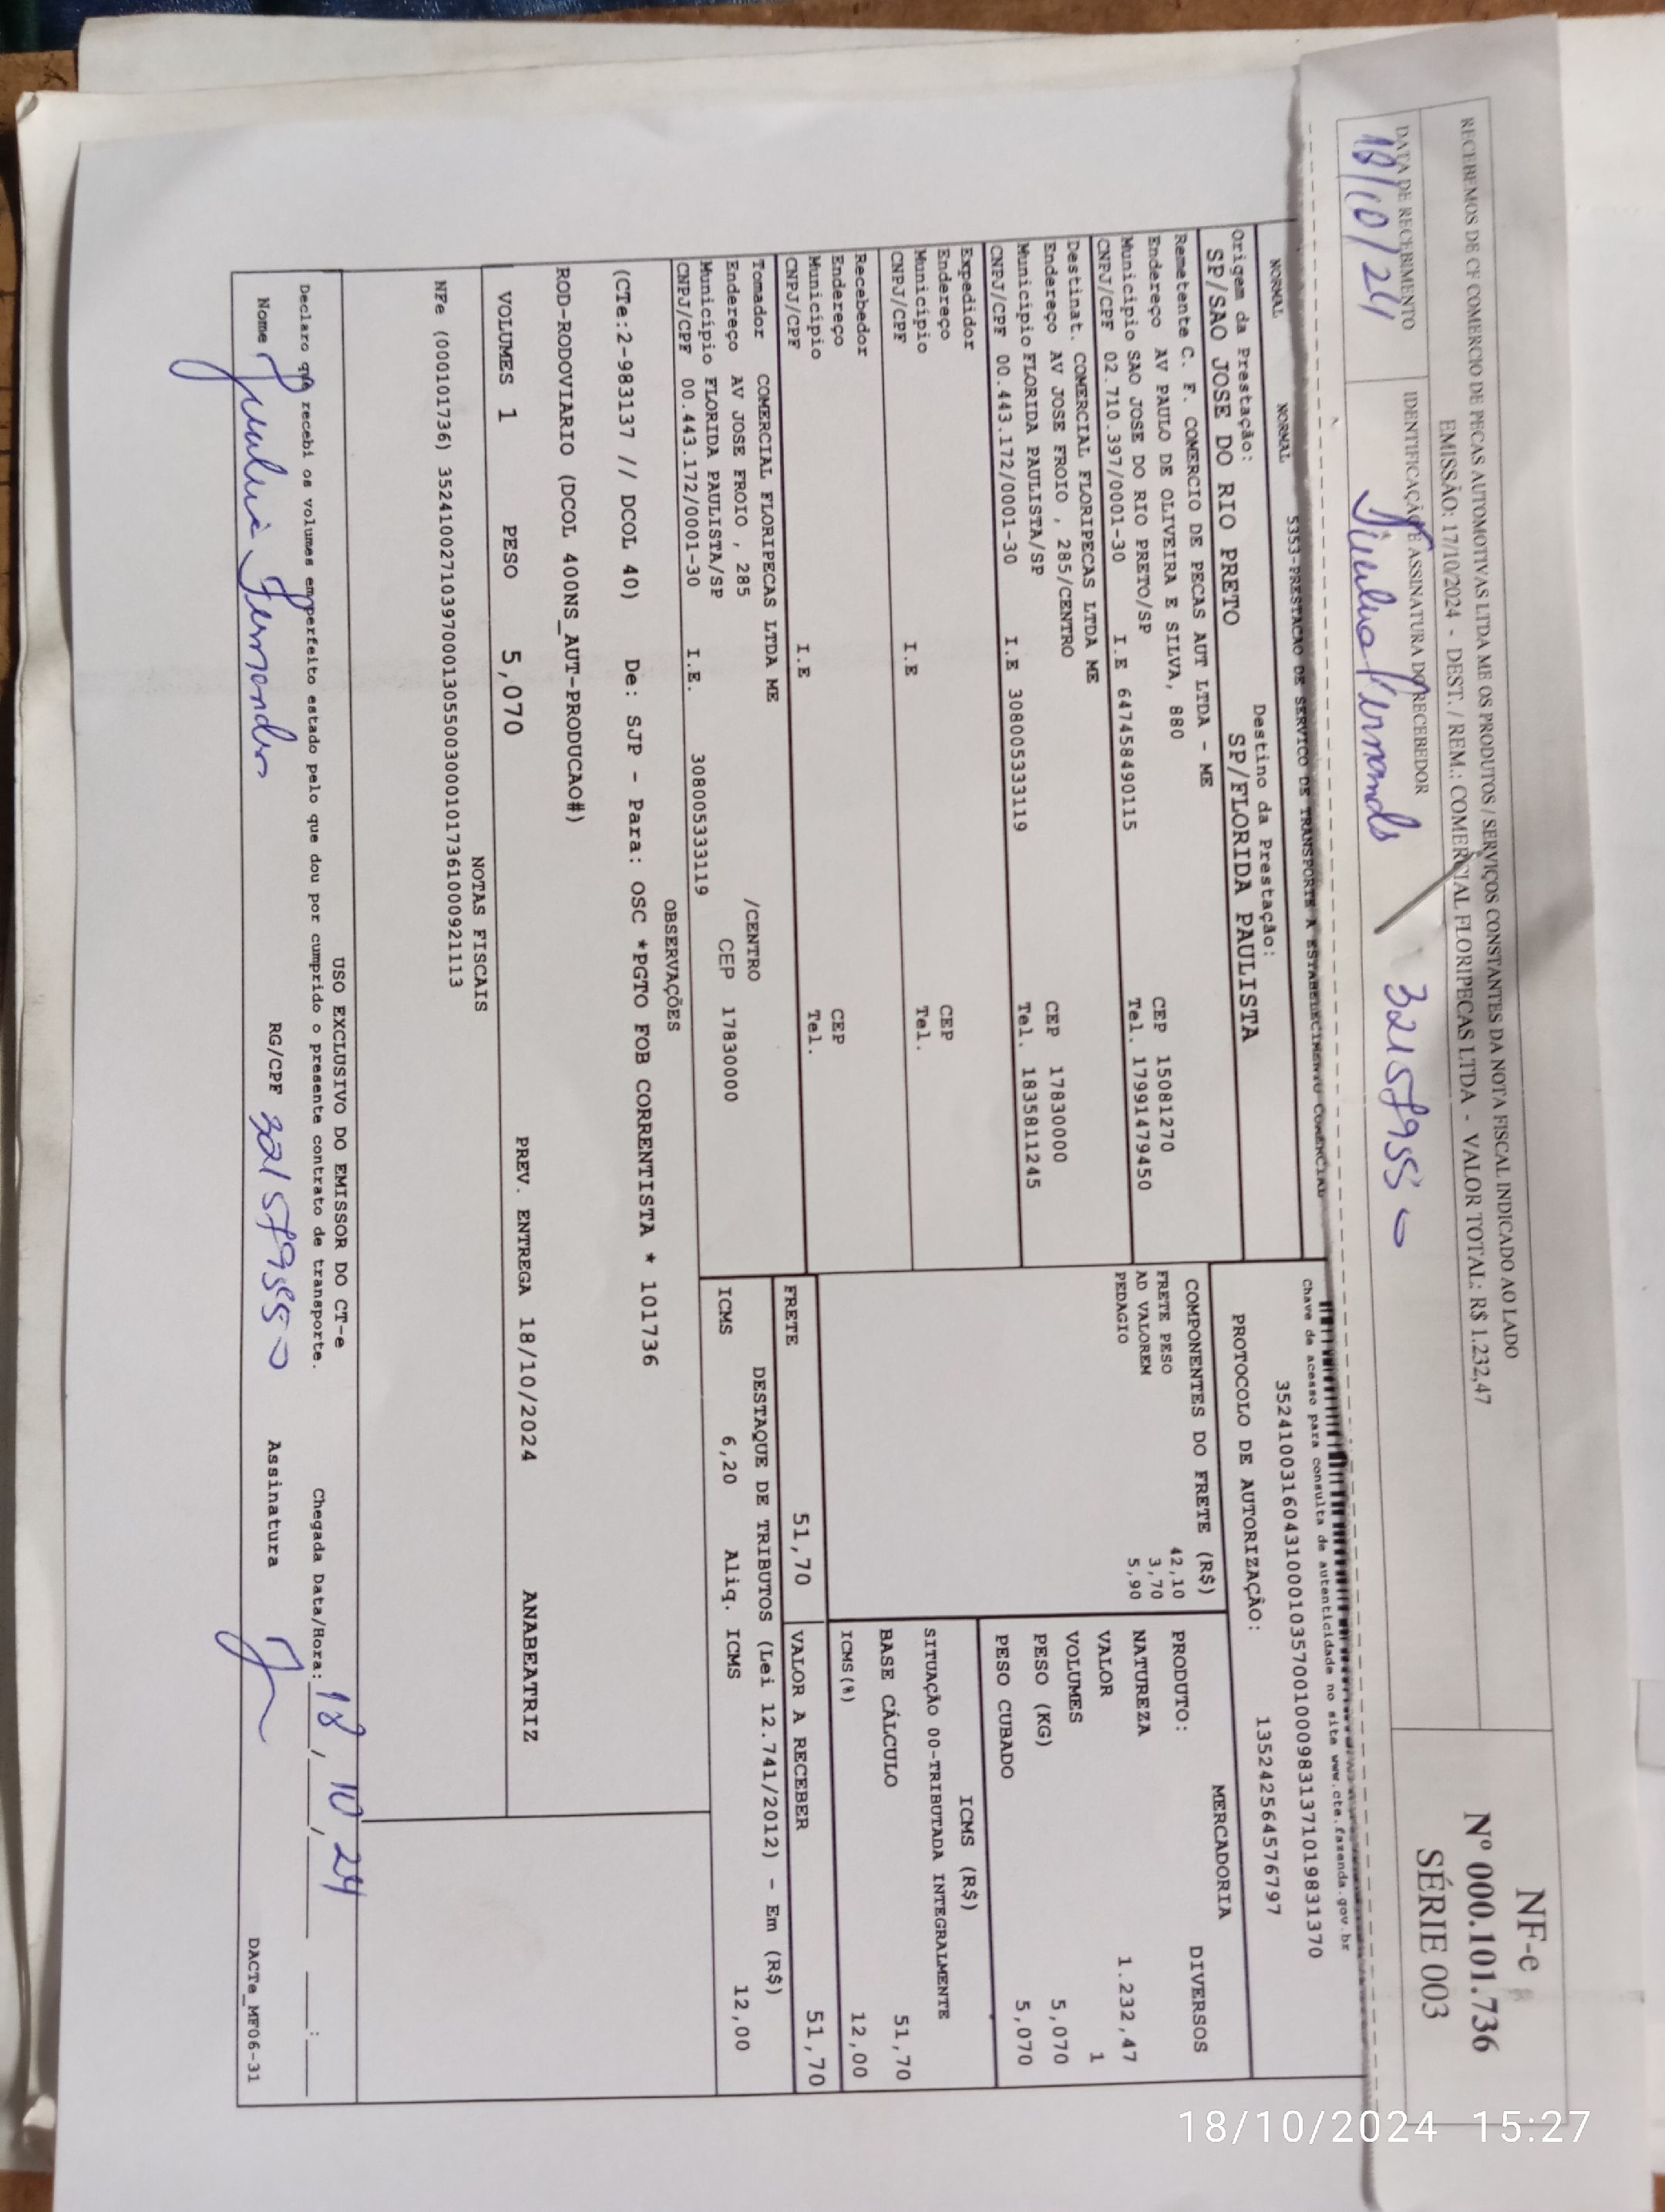 RECEBEMOS DE CF COMERCIO DE PECAS AUTOMOTIVAS LTDA ME OS PRODUTOS / SERVIÇOS CONSTANTES DA NOTA FISCAL INDICADO AO LADO
EMISSÃO: 17/10/2024 - DEST. / REM.: COMERCIAL FLORIPECAS LTDA - VALOR TOTAL: R$ 1.232,47
NF-e
Nº 000.101.736
SÉRIE 003
DATA DE RECEBIMENTO
18/10/24
IDENTIFICAÇÃO E ASSINATURA DO RECEBEDOR
Fernando 32157955
NORMAL NORMAL 5353-PRESTACAO DE SERVICO DE TRANSPORTE A ESTABELECIMENTO COMERCIAL
Chave de acesso para consulta de autenticidade no site www.cte.fazenda.gov.br
35241003160431000103570010009831371019831370
Origem da Prestação:
SP/SAO JOSE DO RIO PRETO
Destino da Prestação:
SP/FLORIDA PAULISTA
PROTOCOLO DE AUTORIZAÇÃO: 135242564576797
Remetente C. F. COMERCIO DE PECAS AUT LTDA - ME
Endereço AV PAULO DE OLIVEIRA E SILVA, 880 CEP 15081270
Município SAO JOSE DO RIO PRETO/SP Tel. 17991479450
CNPJ/CPF 02.710.397/0001-30 I.E 647458490115
Destinat. COMERCIAL FLORIPECAS LTDA ME
Endereço AV JOSE FROIO , 285/CENTRO CEP 17830000
Município FLORIDA PAULISTA/SP Tel. 1835811245
CNPJ/CPF 00.443.172/0001-30 I.E 308005333119
Expedidor
Endereço CEP
Município Tel.
CNPJ/CPF I.E
Recebedor
Endereço CEP
Município Tel.
CNPJ/CPF I.E
Tomador COMERCIAL FLORIPECAS LTDA ME
Endereço AV JOSE FROIO , 285 /CENTRO
Município FLORIDA PAULISTA/SP CEP 17830000
CNPJ/CPF 00.443.172/0001-30 I.E. 308005333119
COMPONENTES DO FRETE (R$)
FRETE PESO 42,10
AD VALOREM 3,70
PEDAGIO 5,90
MERCADORIA
PRODUTO: DIVERSOS
NATUREZA
VALOR 1.232,47
VOLUMES 1
PESO (KG) 5,070
PESO CUBADO 5,070
ICMS (R$)
SITUAÇÃO 00-TRIBUTADA INTEGRALMENTE
BASE CÁLCULO 51,70
ICMS(%) 12,00
FRETE 51,70
VALOR A RECEBER 51,70
DESTAQUE DE TRIBUTOS (Lei 12.741/2012) - Em (R$)
ICMS 6,20 Aliq. ICMS 12,00
OBSERVAÇÕES
(CTe:2-983137 // DCOL 40) De: SJP - Para: OSC *PGTO FOB CORRENTISTA * 101736
ROD-RODOVIARIO (DCOL 400NS_AUT-PRODUCAO#)
VOLUMES 1 PESO 5,070 PREV. ENTREGA 18/10/2024 ANABEATRIZ
NOTAS FISCAIS
NFe (000101736) 35241002710397000130550030001017361000921113
USO EXCLUSIVO DO EMISSOR DO CT-e
Declaro que recebi os volumes em perfeito estado pelo que dou por cumprido o presente contrato de transporte. Chegada Data/Hora: 18/10/24 __:__
Nome RG/CPF 32157955 Assinatura
DACTe_MF06-31
18/10/2024 15:27